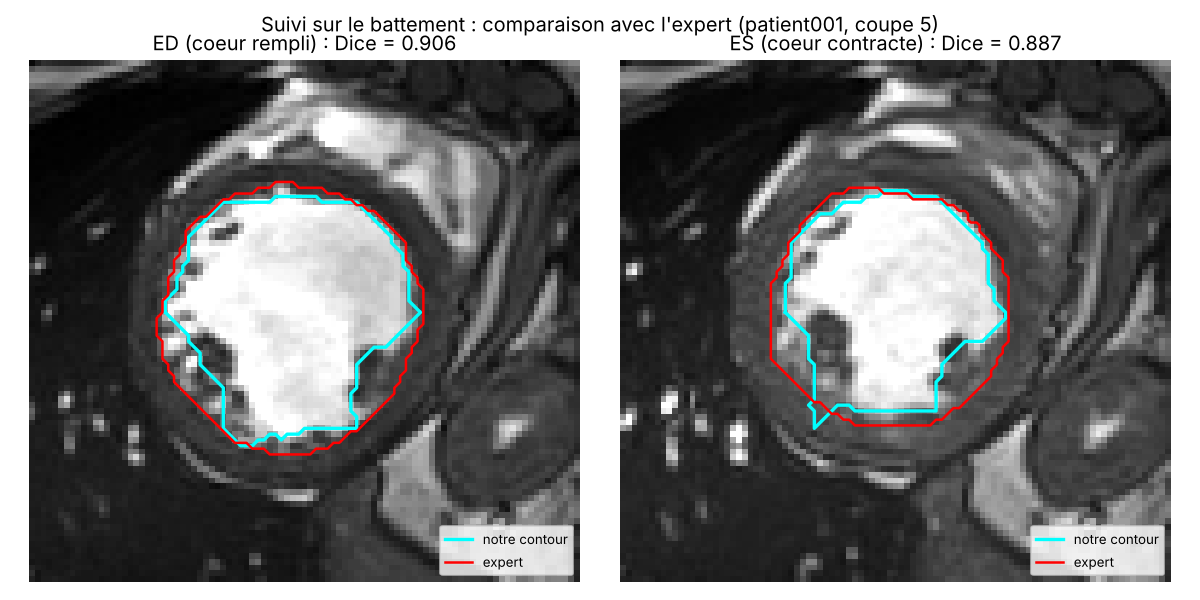 Suivi sur le battement : comparaison avec l'expert (patient001, coupe 5)
ED (coeur rempli) : Dice = 0.906
ES (coeur contracte) : Dice = 0.887
notre contour
expert
notre contour
expert